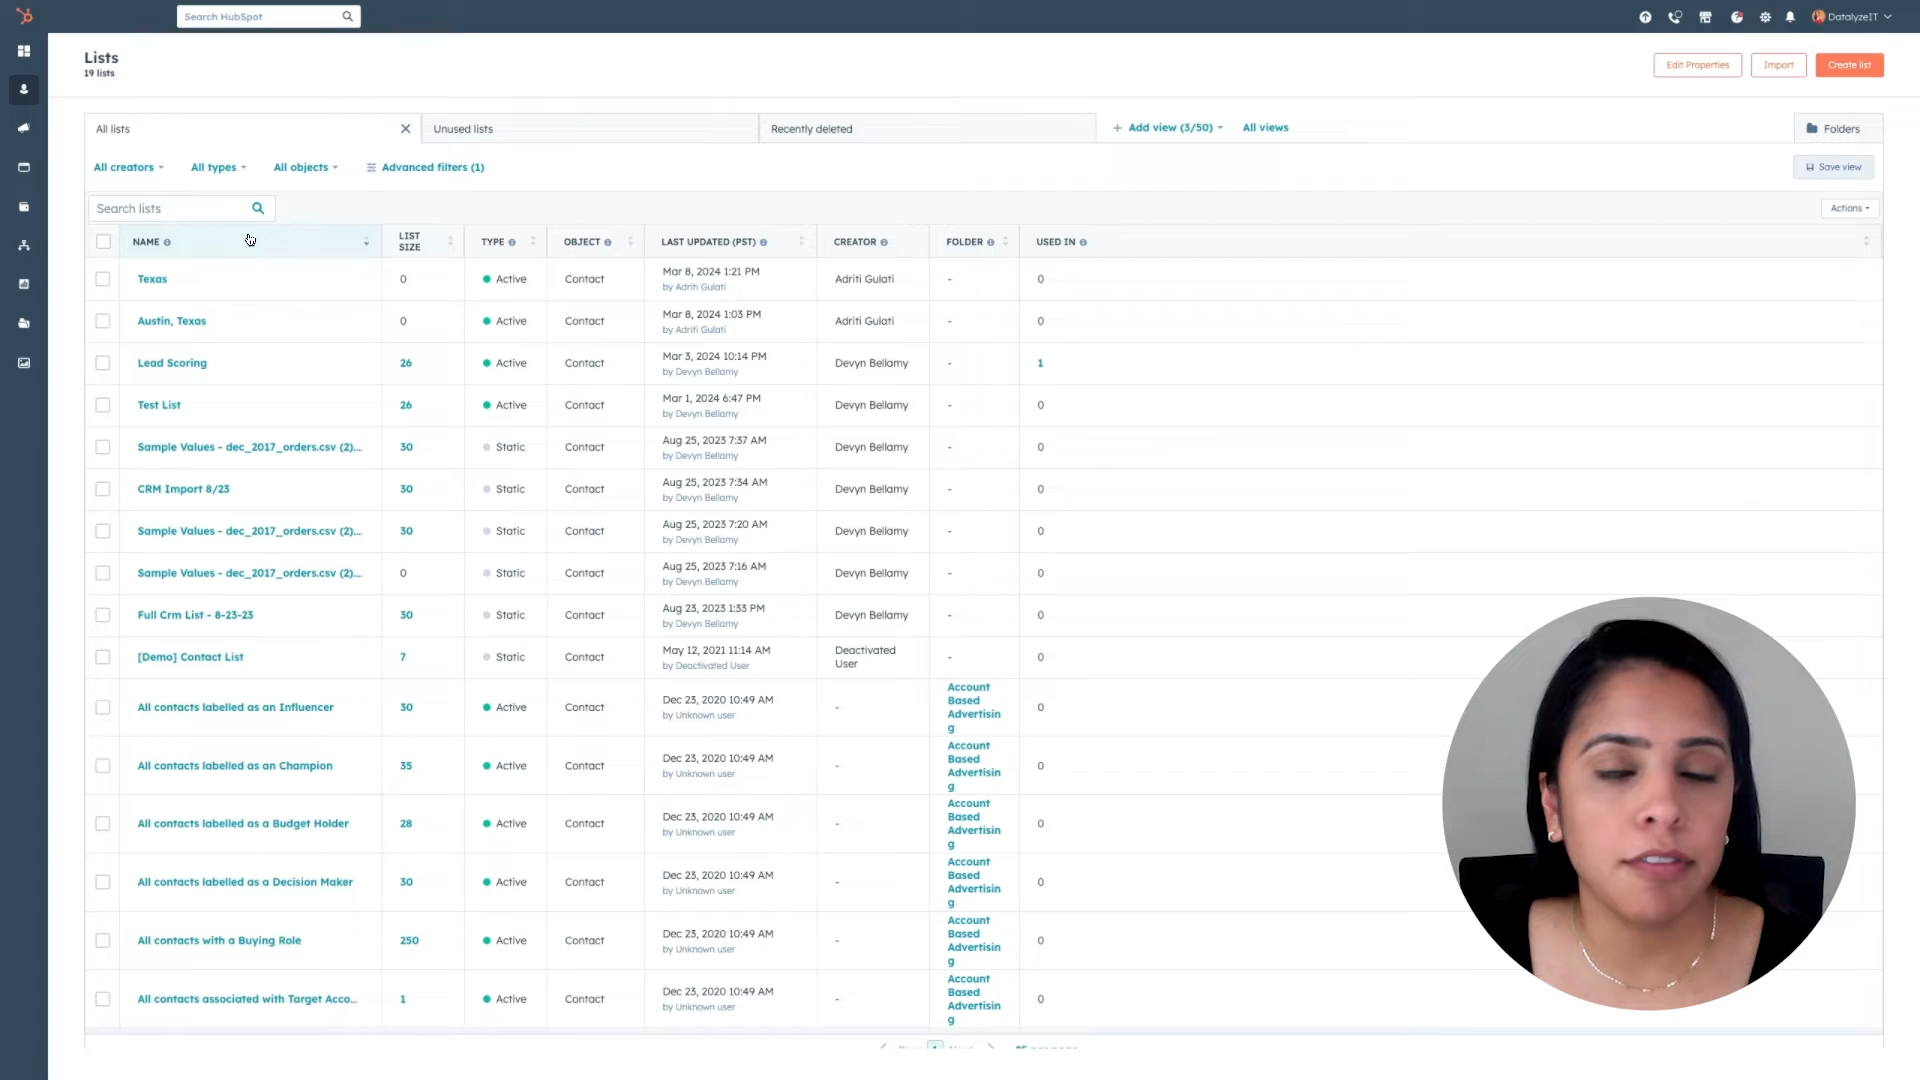 Search HubSpot
DatalyzeIT
Lists
19 lists
Edit Properties
Import
Create list
All lists
Unused lists
Recently deleted
+ Add view (3/50)
All views
Folders
All creators
All types
All objects
Advanced filters (1)
Save view
Search lists
Actions
NAME LIST SIZE TYPE OBJECT LAST UPDATED (PST) CREATOR FOLDER USED IN
Texas 0 Active Contact Mar 8, 2024 1:21 PM Adriti Gulati - 0
by Adriti Gulati
Austin, Texas 0 Active Contact Mar 8, 2024 1:03 PM Adriti Gulati - 0
by Adriti Gulati
Lead Scoring 26 Active Contact Mar 3, 2024 10:14 PM Devyn Bellamy - 1
by Devyn Bellamy
Test List 26 Active Contact Mar 1, 2024 6:47 PM Devyn Bellamy - 0
by Devyn Bellamy
Sample Values - dec_2017_orders.csv (2).... 30 Static Contact Aug 25, 2023 7:37 AM Devyn Bellamy - 0
by Devyn Bellamy
CRM Import 8/23 30 Static Contact Aug 25, 2023 7:34 AM Devyn Bellamy - 0
by Devyn Bellamy
Sample Values - dec_2017_orders.csv (2).... 30 Static Contact Aug 25, 2023 7:20 AM Devyn Bellamy - 0
by Devyn Bellamy
Sample Values - dec_2017_orders.csv (2).... 0 Static Contact Aug 25, 2023 7:16 AM Devyn Bellamy - 0
by Devyn Bellamy
Full Crm List - 8-23-23 30 Static Contact Aug 23, 2023 1:33 PM Devyn Bellamy - 0
by Devyn Bellamy
[Demo] Contact List 7 Static Contact May 12, 2021 11:14 AM Deactivated User - 0
by Deactivated User
All contacts labelled as an Influencer 30 Active Contact Dec 23, 2020 10:49 AM - Account Based Advertisin g 0
by Unknown user
All contacts labelled as an Champion 35 Active Contact Dec 23, 2020 10:49 AM - Account Based Advertisin g 0
by Unknown user
All contacts labelled as a Budget Holder 28 Active Contact Dec 23, 2020 10:49 AM - Account Based Advertisin g 0
by Unknown user
All contacts labelled as a Decision Maker 30 Active Contact Dec 23, 2020 10:49 AM - Account Based Advertisin g 0
by Unknown user
All contacts with a Buying Role 250 Active Contact Dec 23, 2020 10:49 AM - Account Based Advertisin g 0
by Unknown user
All contacts associated with Target Acco... 1 Active Contact Dec 23, 2020 10:49 AM - Account Based Advertisin g 0
by Unknown user